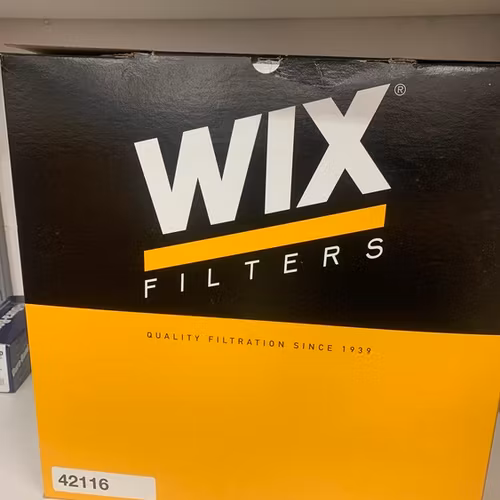 WIX®
FILTERS
QUALITY FILTRATION SINCE 1939
42116